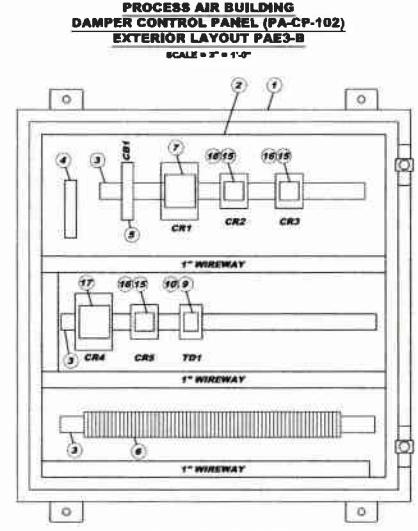 PROCESS AIR BUILDING
DAMPER CONTROL PANEL (PA-CP-102)
EXTERIOR LAYOUT PAE3-B
SCALE = 3" = 1'-0"
2 1
4 3 CB1 7 16 15 16 15
5 CR1 CR2 CR3
1" WIREWAY
17 16 15 10 9
3 CR4 CR5 TD1
1" WIREWAY
3 6
1" WIREWAY